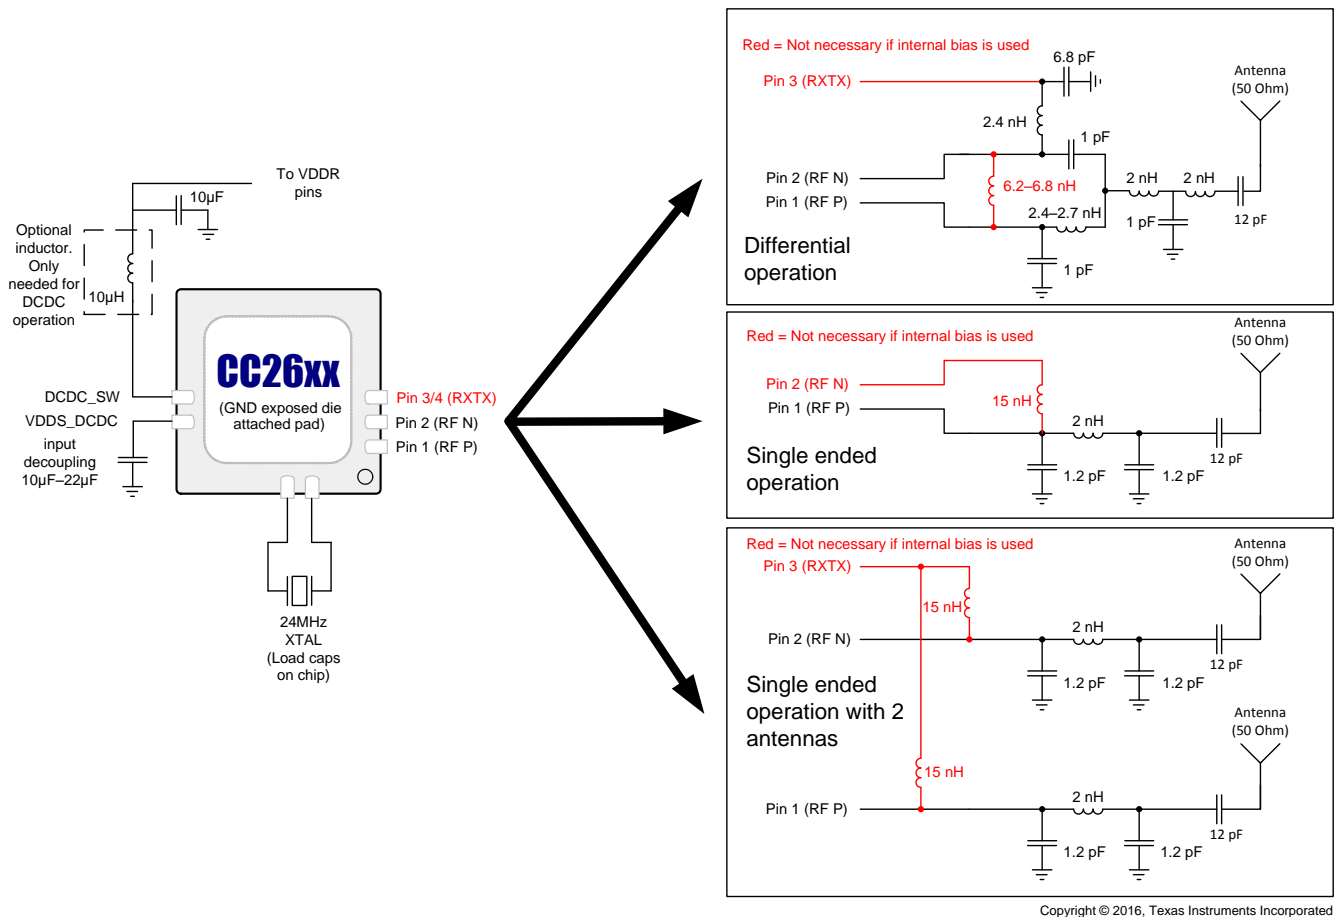 To VDDR
pins
10µF
Optional
inductor.
Only
needed for
DCDC
operation
10µH
DCDC_SW
VDDS_DCDC
input
decoupling
10µF–22µF
CC26xx
(GND exposed die
attached pad)
Pin 3/4 (RXTX)
Pin 2 (RF N)
Pin 1 (RF P)
24MHz
XTAL
(Load caps
on chip)
Red = Not necessary if internal bias is used
Pin 3 (RXTX)
6.8 pF
Antenna
(50 Ohm)
2.4 nH
1 pF
Pin 2 (RF N)
Pin 1 (RF P)
6.2–6.8 nH
2.4–2.7 nH
2 nH
2 nH
1 pF
12 pF
1 pF
Differential
operation
Red = Not necessary if internal bias is used
Antenna
(50 Ohm)
Pin 2 (RF N)
Pin 1 (RF P)
15 nH
2 nH
12 pF
1.2 pF
1.2 pF
Single ended
operation
Red = Not necessary if internal bias is used
Pin 3 (RXTX)
Antenna
(50 Ohm)
15 nH
Pin 2 (RF N)
2 nH
12 pF
1.2 pF
1.2 pF
Single ended
operation with 2
antennas
Antenna
(50 Ohm)
15 nH
Pin 1 (RF P)
2 nH
12 pF
1.2 pF
1.2 pF
Copyright © 2016, Texas Instruments Incorporated